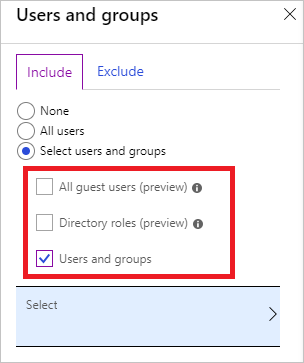 Users and groups
Include Exclude
None
All users
Select users and groups
All guest users (preview)
Directory roles (preview)
Users and groups
Select